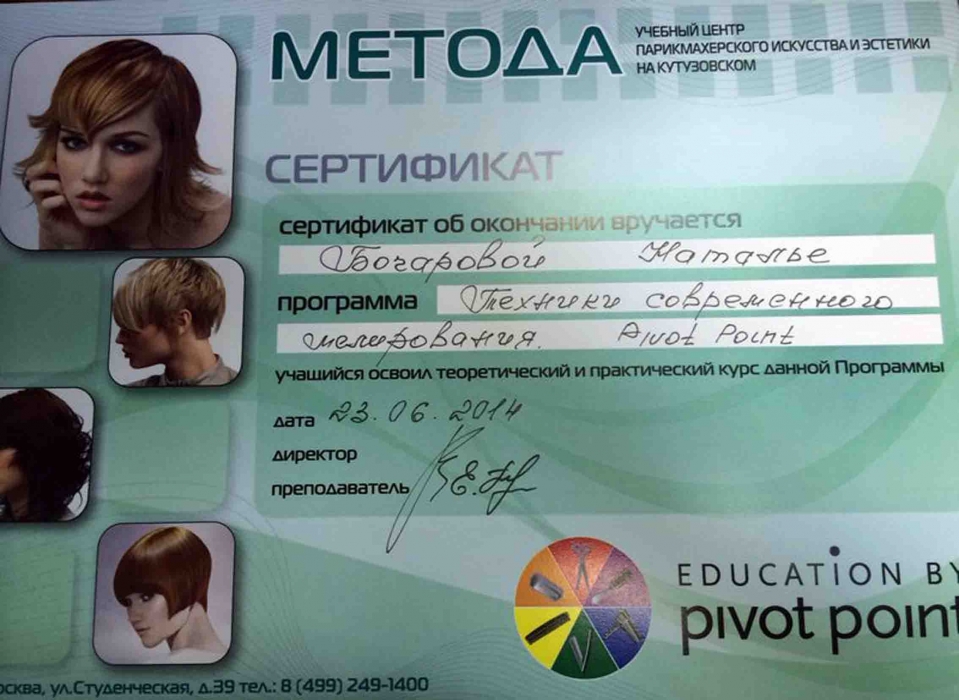 МЕТОДА
УЧЕБНЫЙ ЦЕНТР
ПАРИКМАХЕРСКОГО ИСКУССТВА И ЭСТЕТИКИ
НА КУТУЗОВСКОМ
СЕРТИФИКАТ
сертификат об окончании вручается
Бочаровой Наталье
программа Техники современного
мелирования. Pivot Point
учащийся освоил теоретический и практический курс данной Программы
дата 23.06.2014
директор
преподаватель
EDUCATION BY
pivot point
осква, ул.Студенческая, д.39 тел.: 8 (499) 249-1400